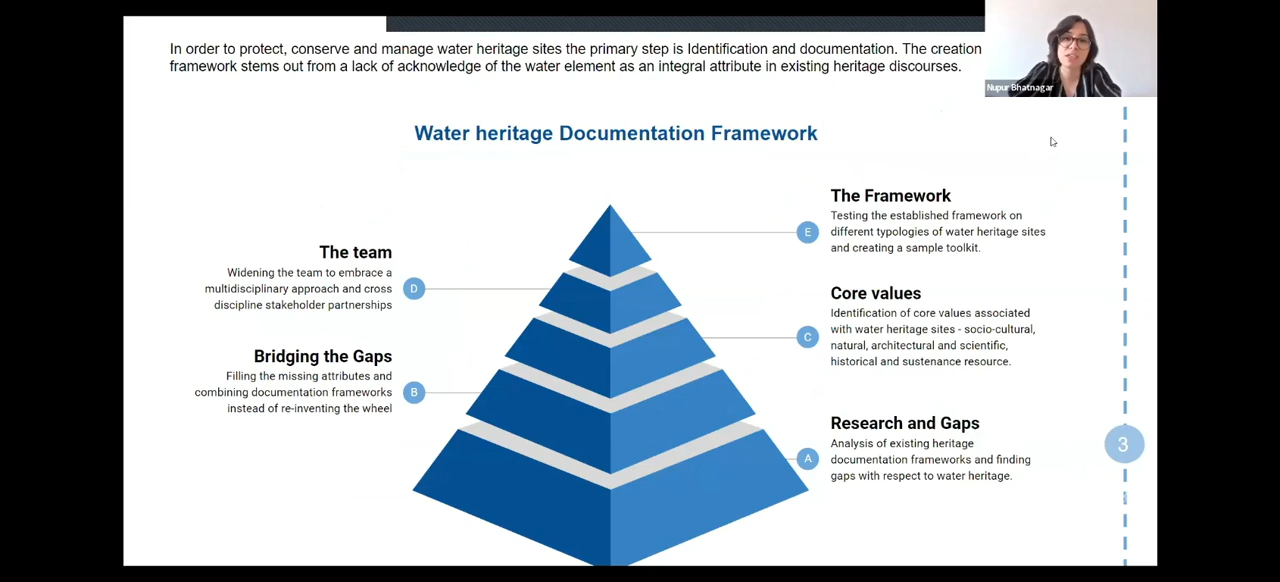 In order to protect, conserve and manage water heritage sites the primary step is Identification and documentation. The creation
framework stems out from a lack of acknowledge of the water element as an integral attribute in existing heritage discourses.
Nupur Bhatnagar
Water heritage Documentation Framework
The Framework
Testing the established framework on
different typologies of water heritage sites
and creating a sample toolkit.
E
The team
Widening the team to embrace a
multidisciplinary approach and cross
discipline stakeholder partnerships
D
Core values
Identification of core values associated
with water heritage sites - socio-cultural,
natural, architectural and scientific,
historical and sustenance resource.
C
Bridging the Gaps
Filling the missing attributes and
combining documentation frameworks
instead of re-inventing the wheel
B
Research and Gaps
Analysis of existing heritage
documentation frameworks and finding
gaps with respect to water heritage.
A
3